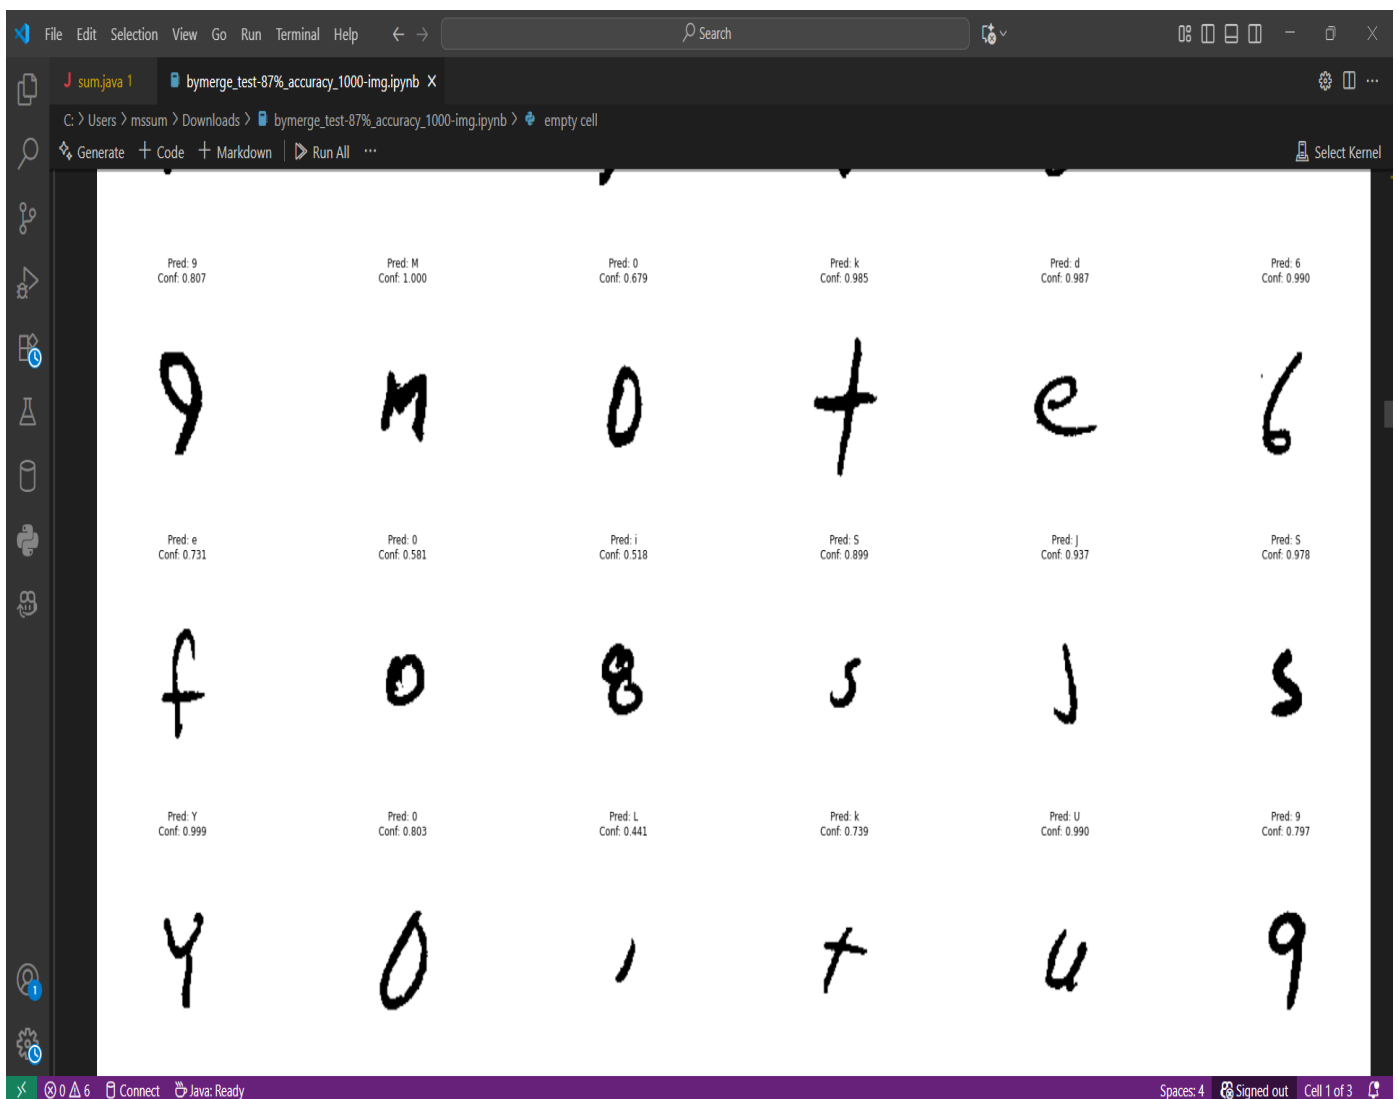 File Edit Selection View Go Run Terminal Help Search
sum.java 1 bymerge_test-87%_accuracy_1000-img.ipynb
C: > Users > mssum > Downloads > bymerge_test-87%_accuracy_1000-img.ipynb > empty cell
Generate + Code + Markdown Run All ... Select Kernel
Pred: 9 Pred: M Pred: 0 Pred: k Pred: d Pred: 6
Conf: 0.807 Conf: 1.000 Conf: 0.679 Conf: 0.985 Conf: 0.987 Conf: 0.990
9 M 0 t e 6
Pred: e Pred: 0 Pred: i Pred: S Pred: J Pred: S
Conf: 0.731 Conf: 0.581 Conf: 0.518 Conf: 0.899 Conf: 0.937 Conf: 0.978
f 0 8 s J s
Pred: Y Pred: 0 Pred: L Pred: k Pred: U Pred: 9
Conf: 0.999 Conf: 0.803 Conf: 0.441 Conf: 0.739 Conf: 0.990 Conf: 0.797
Y 0 t u 9
0 6 Connect Java: Ready Spaces: 4 Signed out Cell 1 of 3